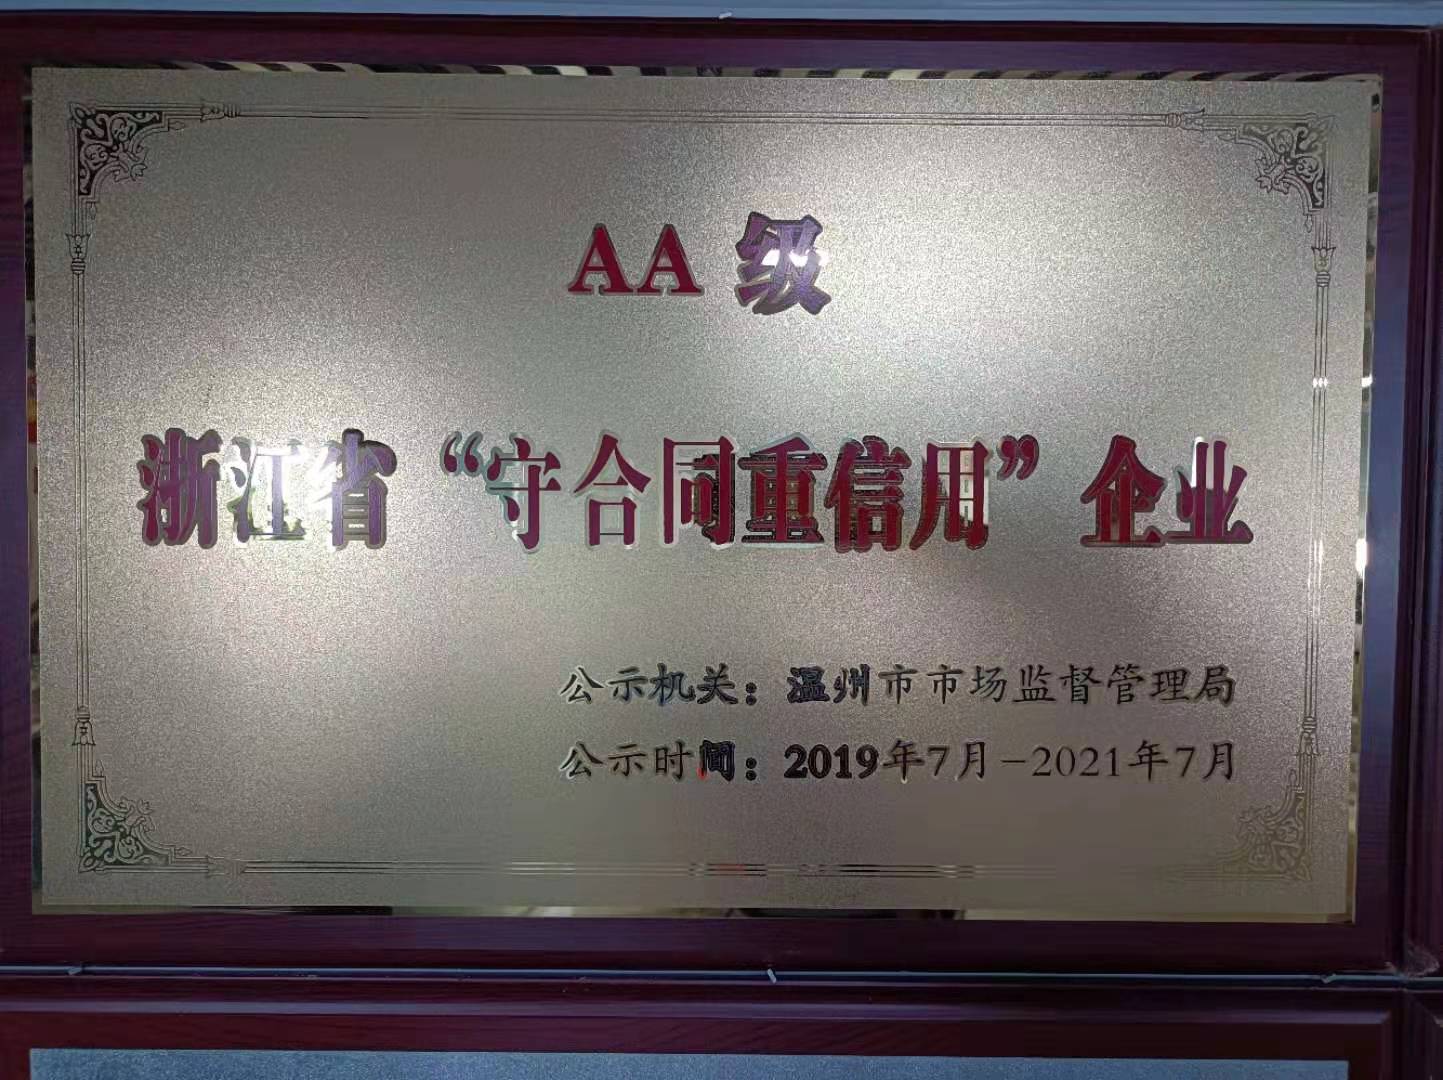 AA 级
浙江省“守合同重信用”企业
公示机关：温州市市场监督管理局
公示时间：2019年7月-2021年7月